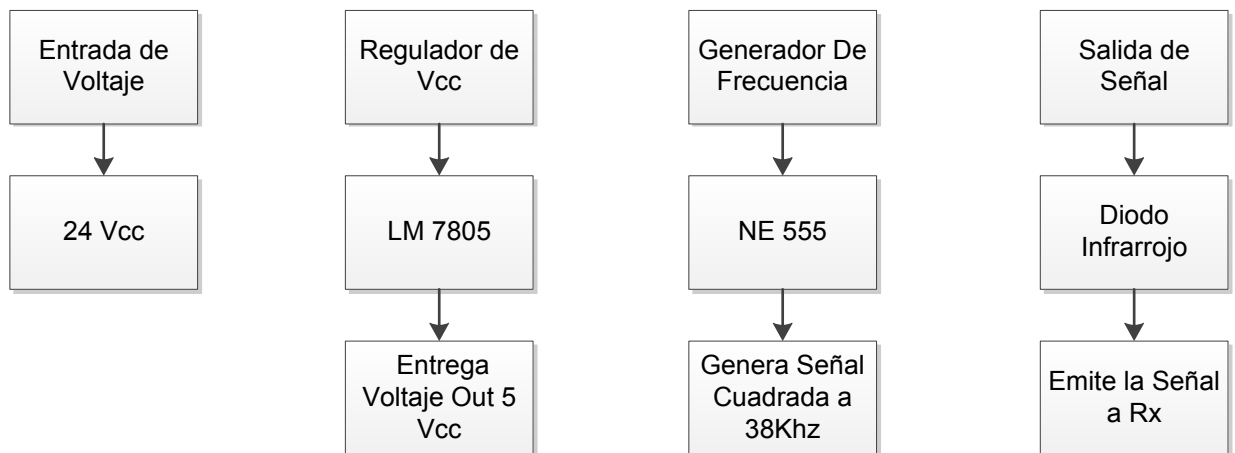 Entrada de
Voltaje
Regulador de
Vcc
Generador De
Frecuencia
Salida de
Señal
24 Vcc
LM 7805
NE 555
Diodo
Infrarrojo
Entrega
Voltaje Out 5
Vcc
Genera Señal
Cuadrada a
38Khz
Emite la Señal
a Rx